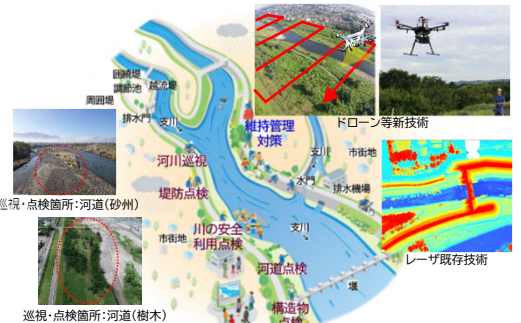 囲繞堤
調節池
越流堤
周囲堤
排水門
支川
維持管理
対策
ドローン等新技術
支川
市街地
河川巡視
水門
排水機場
堤防点検
巡視・点検箇所：河道（砂州）
川の安全
利用点検
市街地
支川
レーザ既存技術
河道点検
堰
構造物
点検
巡視・点検箇所：河道（樹木）